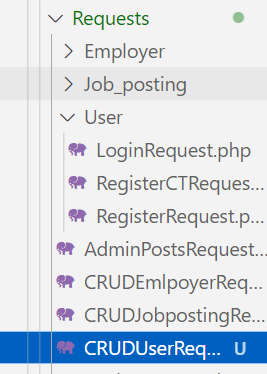 Requests
Employer
Job_posting
User
LoginRequest.php
RegisterCTReques...
RegisterRequest.p...
AdminPostsRequest...
CRUDEmlpoyerReq...
CRUDJobpostingRe...
CRUDUserReq... U